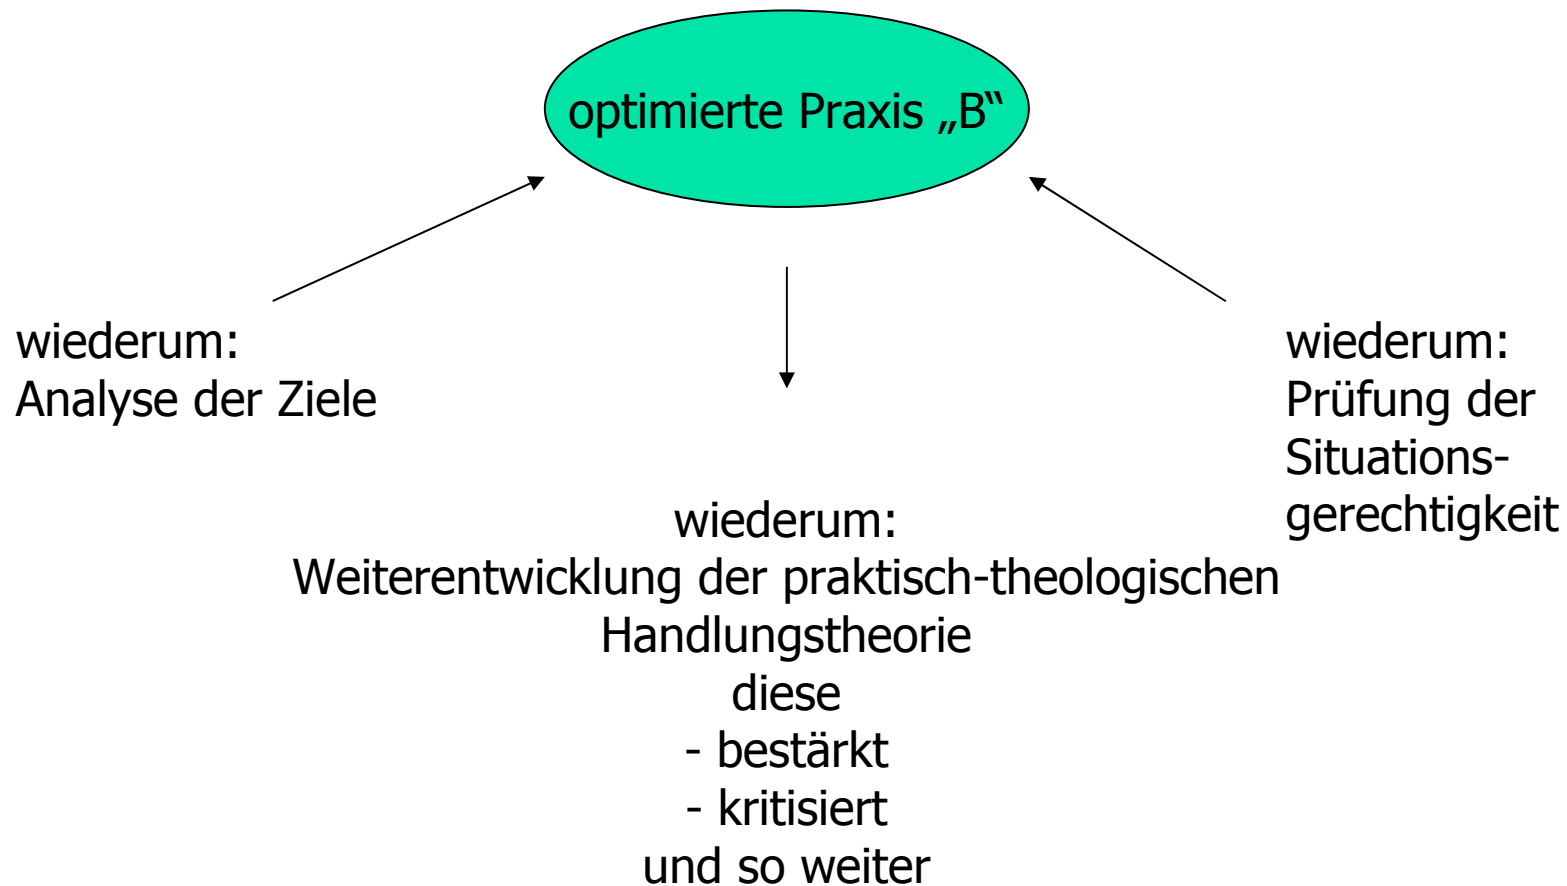 optimierte Praxis „B“
wiederum:
Analyse der Ziele
wiederum:
Prüfung der
Situations-
gerechtigkeit
wiederum:
Weiterentwicklung der praktisch-theologischen
Handlungstheorie
diese
- bestärkt
- kritisiert
und so weiter